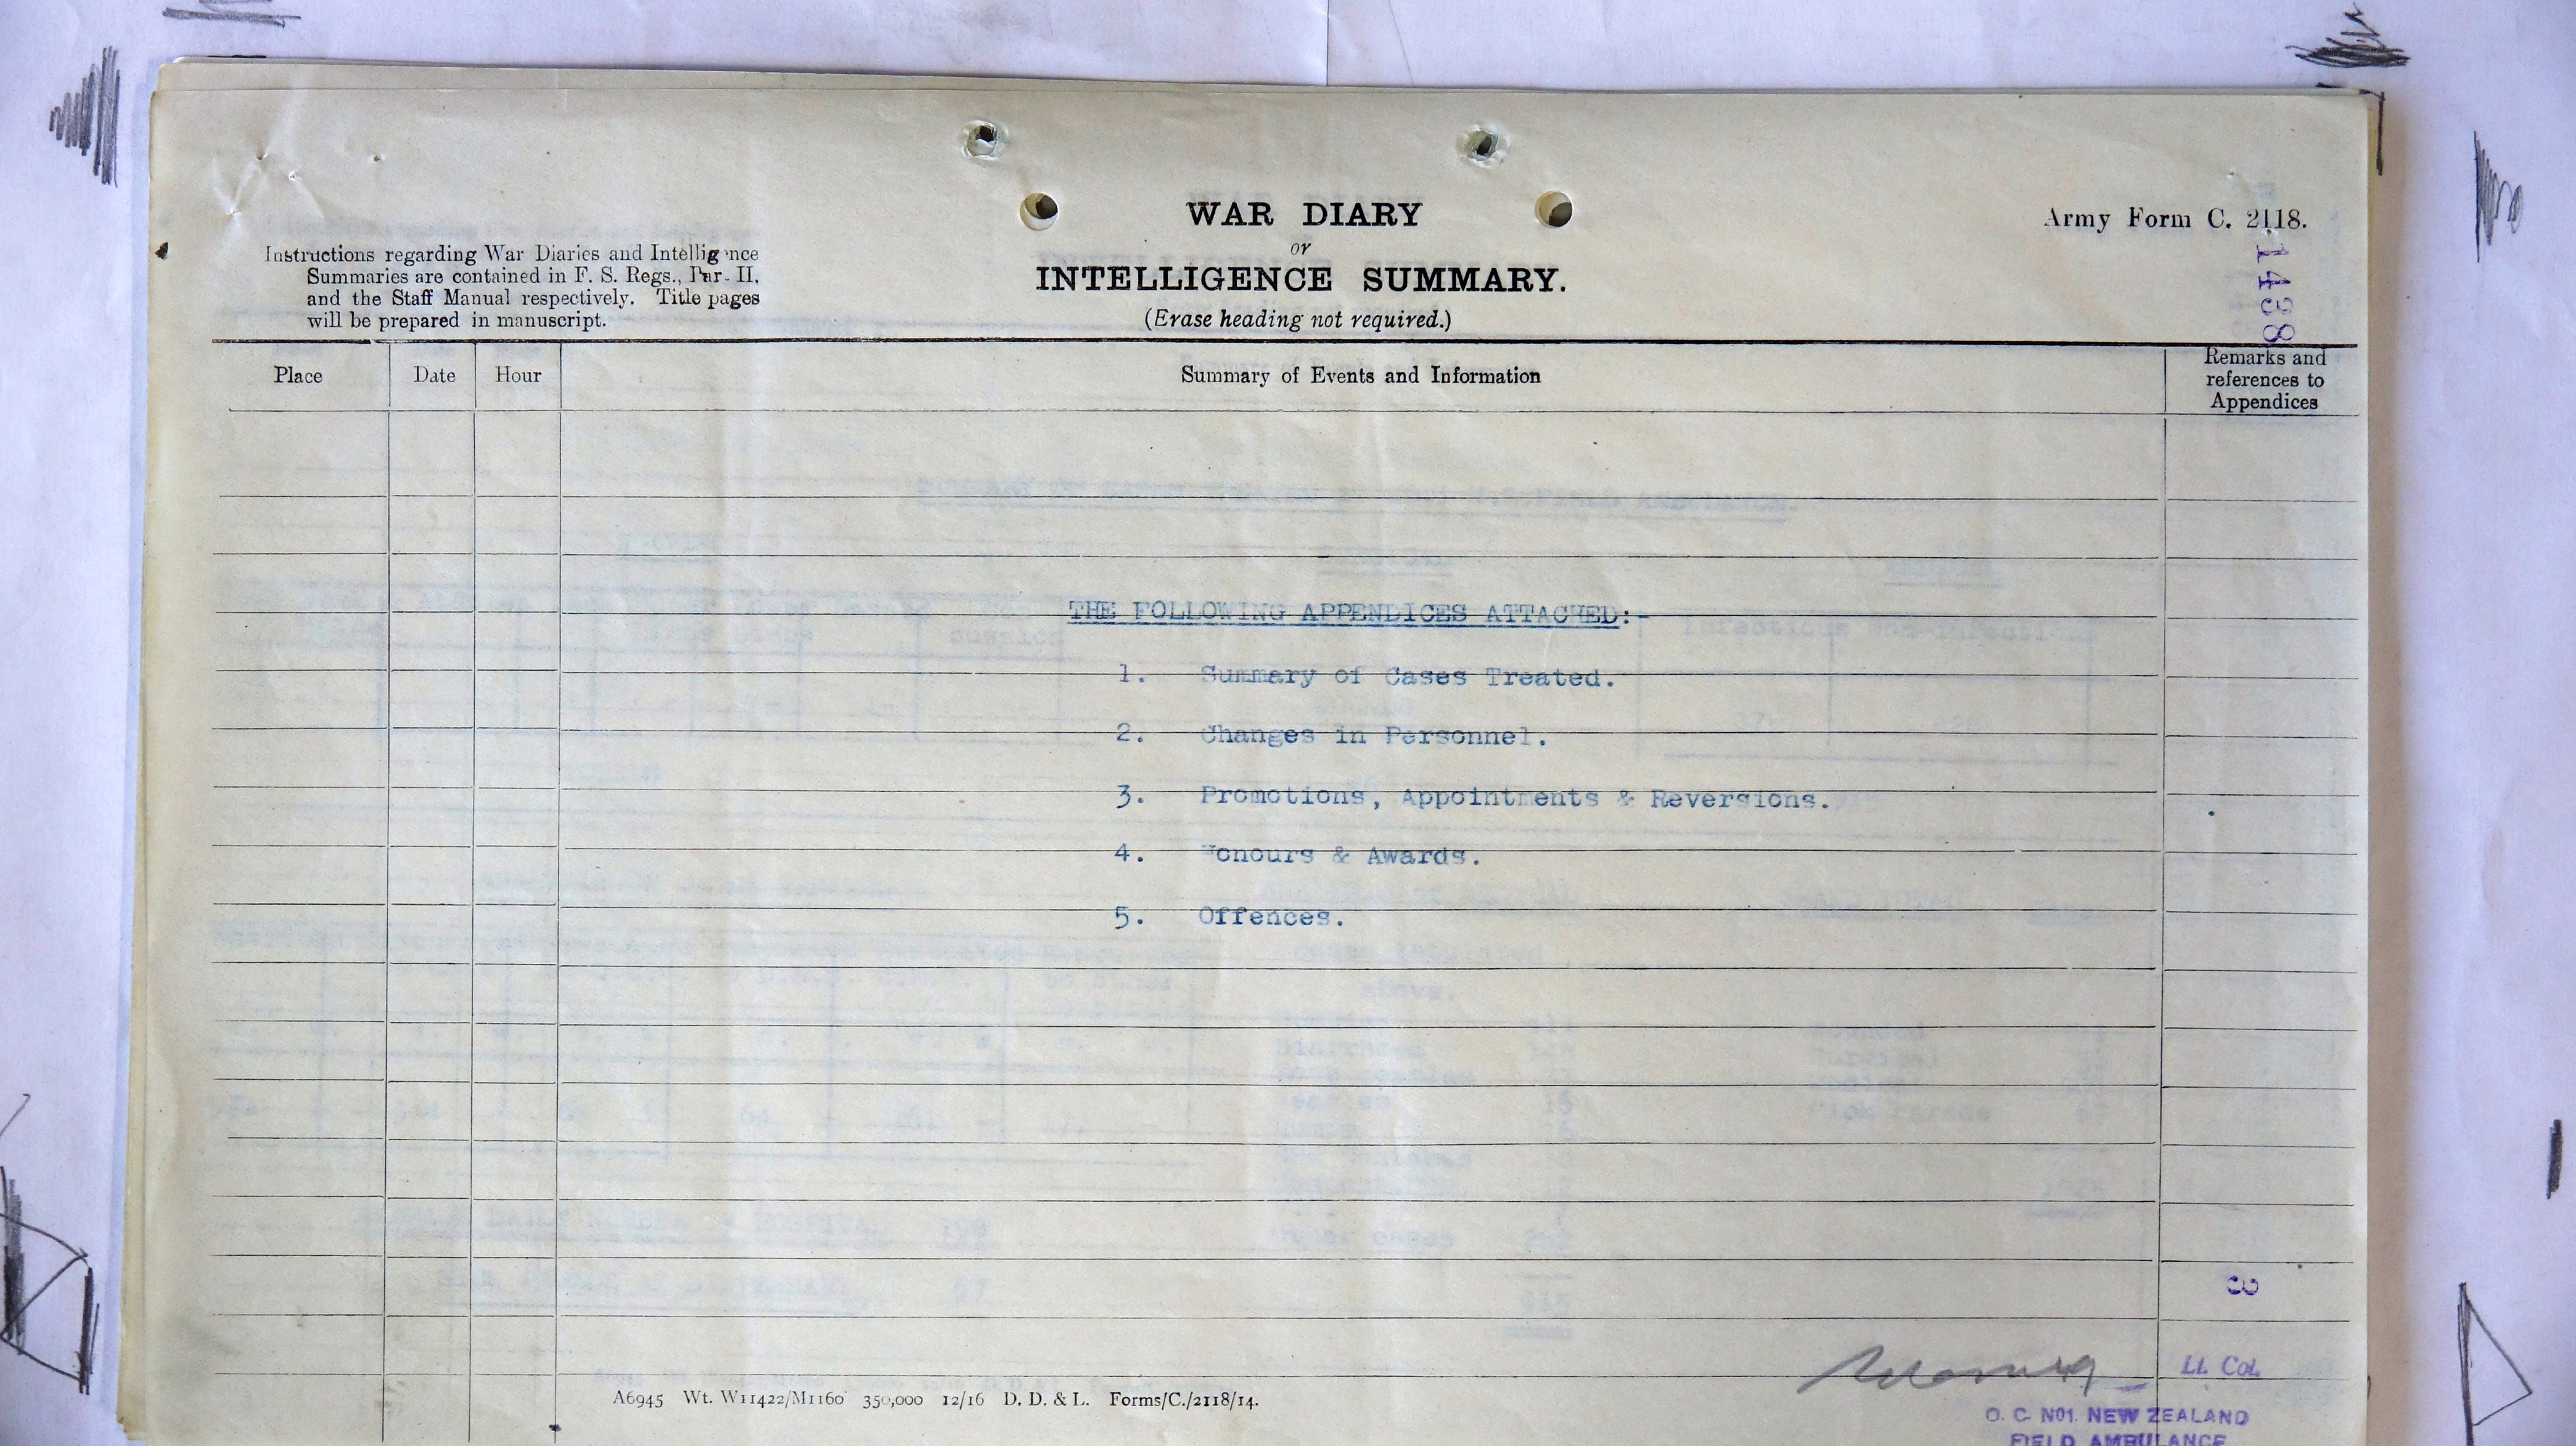 WAR DIARY
or
INTELLIGENCE SUMMARY.
(Erase heading not required.)
Army Form C. 2118.
1438
Instructions regarding War Diaries and Intelligence
Summaries are contained in F. S. Regs., Par. II,
and the Staff Manual respectively. Title pages
will be prepared in manuscript.
Place Date Hour Summary of Events and Information Remarks and
references to
Appendices
THE FOLLOWING APPENDICES ATTACHED:-
1. Summary of Cases Treated.
2. Changes in Personnel.
3. Promotions, Appointments & Reversions.
4. Honours & Awards.
5. Offences.
3
Lt. Col.
O. C. No1. NEW ZEALAND
FIELD AMBULANCE
A6945 Wt. W11422/M1160 350,000 12/16 D. D. & L. Forms/C./2118/14.